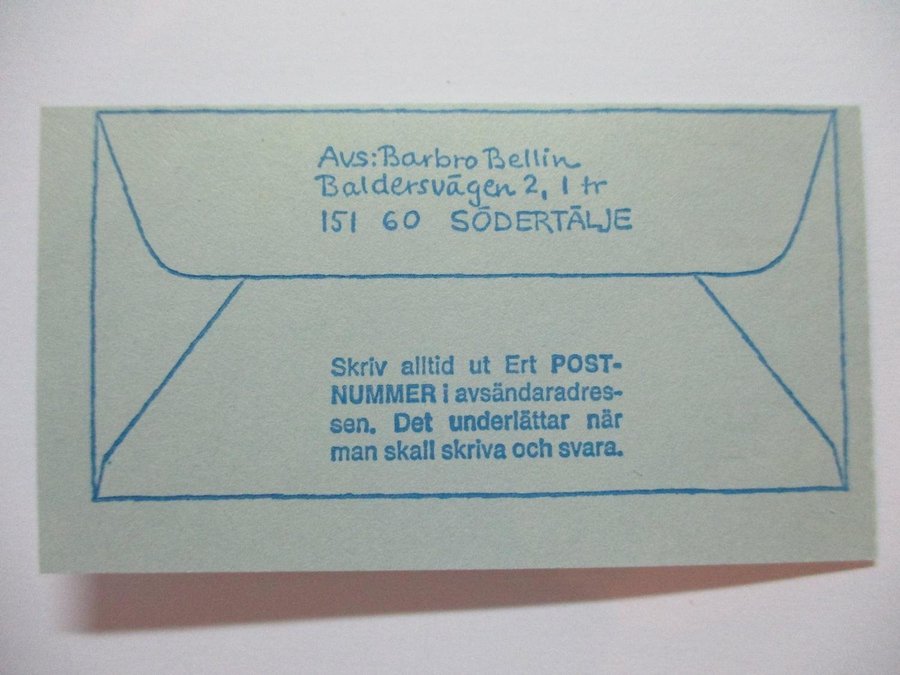 Avs: Barbro Bellin
Baldersvägen 2, 1 tr
151 60 SÖDERTÄLJE
Skriv alltid ut Ert POST-
NUMMER i avsändaradres-
sen. Det underlättar när
man skall skriva och svara.